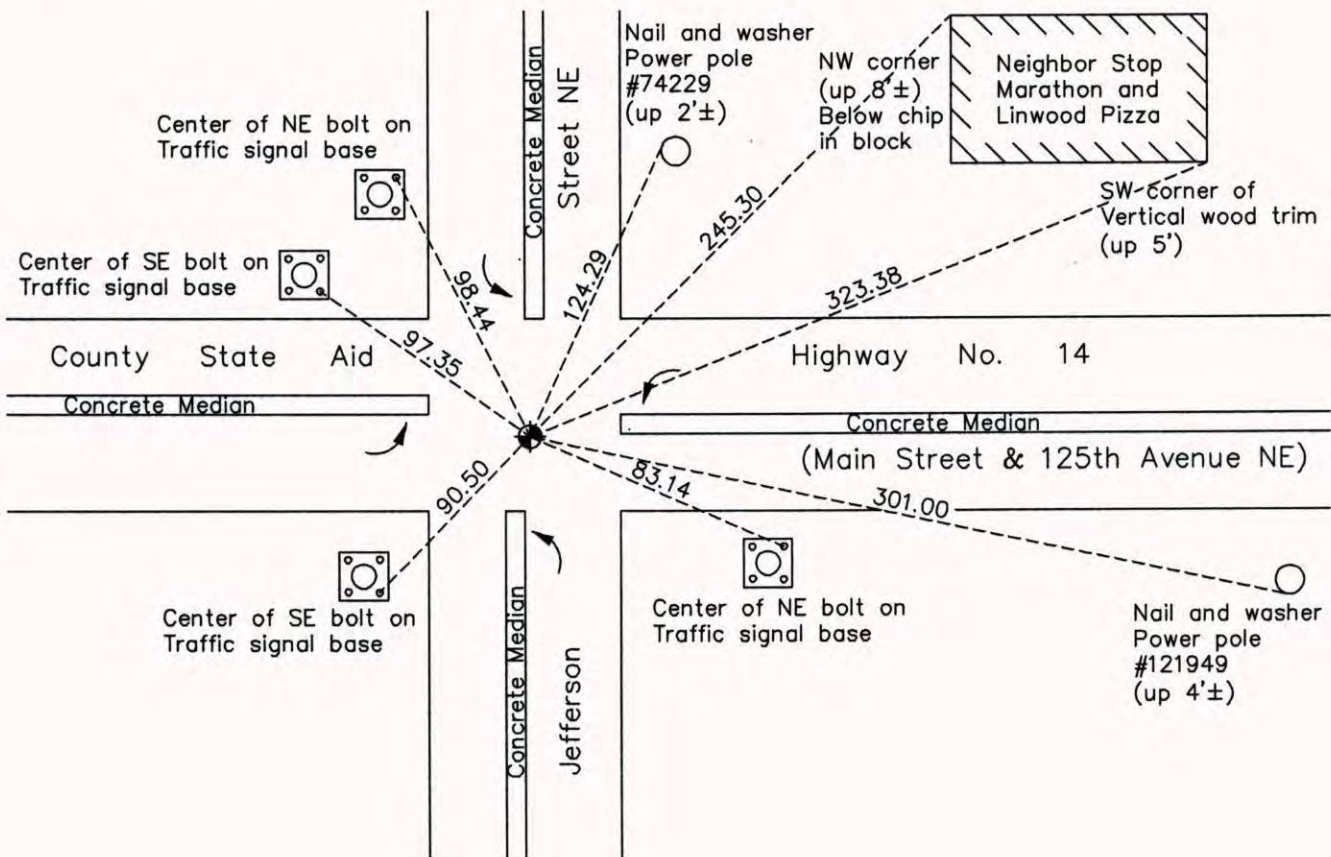 Nail and washer
Power pole
#74229
(up 2'±)
NW corner
(up 8'±)
Below chip
in block
Neighbor Stop
Marathon and
Linwood Pizza
Concrete Median
Street NE
Center of NE bolt on
Traffic signal base
SW corner of
Vertical wood trim
(up 5')
Center of SE bolt on
Traffic signal base
98.44
124.29
245.30
323.38
97.35
County State Aid
Highway No. 14
Concrete Median
Concrete Median
(Main Street & 125th Avenue NE)
90.50
83.14
301.00
Center of SE bolt on
Traffic signal base
Concrete Median
Jefferson
Center of NE bolt on
Traffic signal base
Nail and washer
Power pole
#121949
(up 4'±)